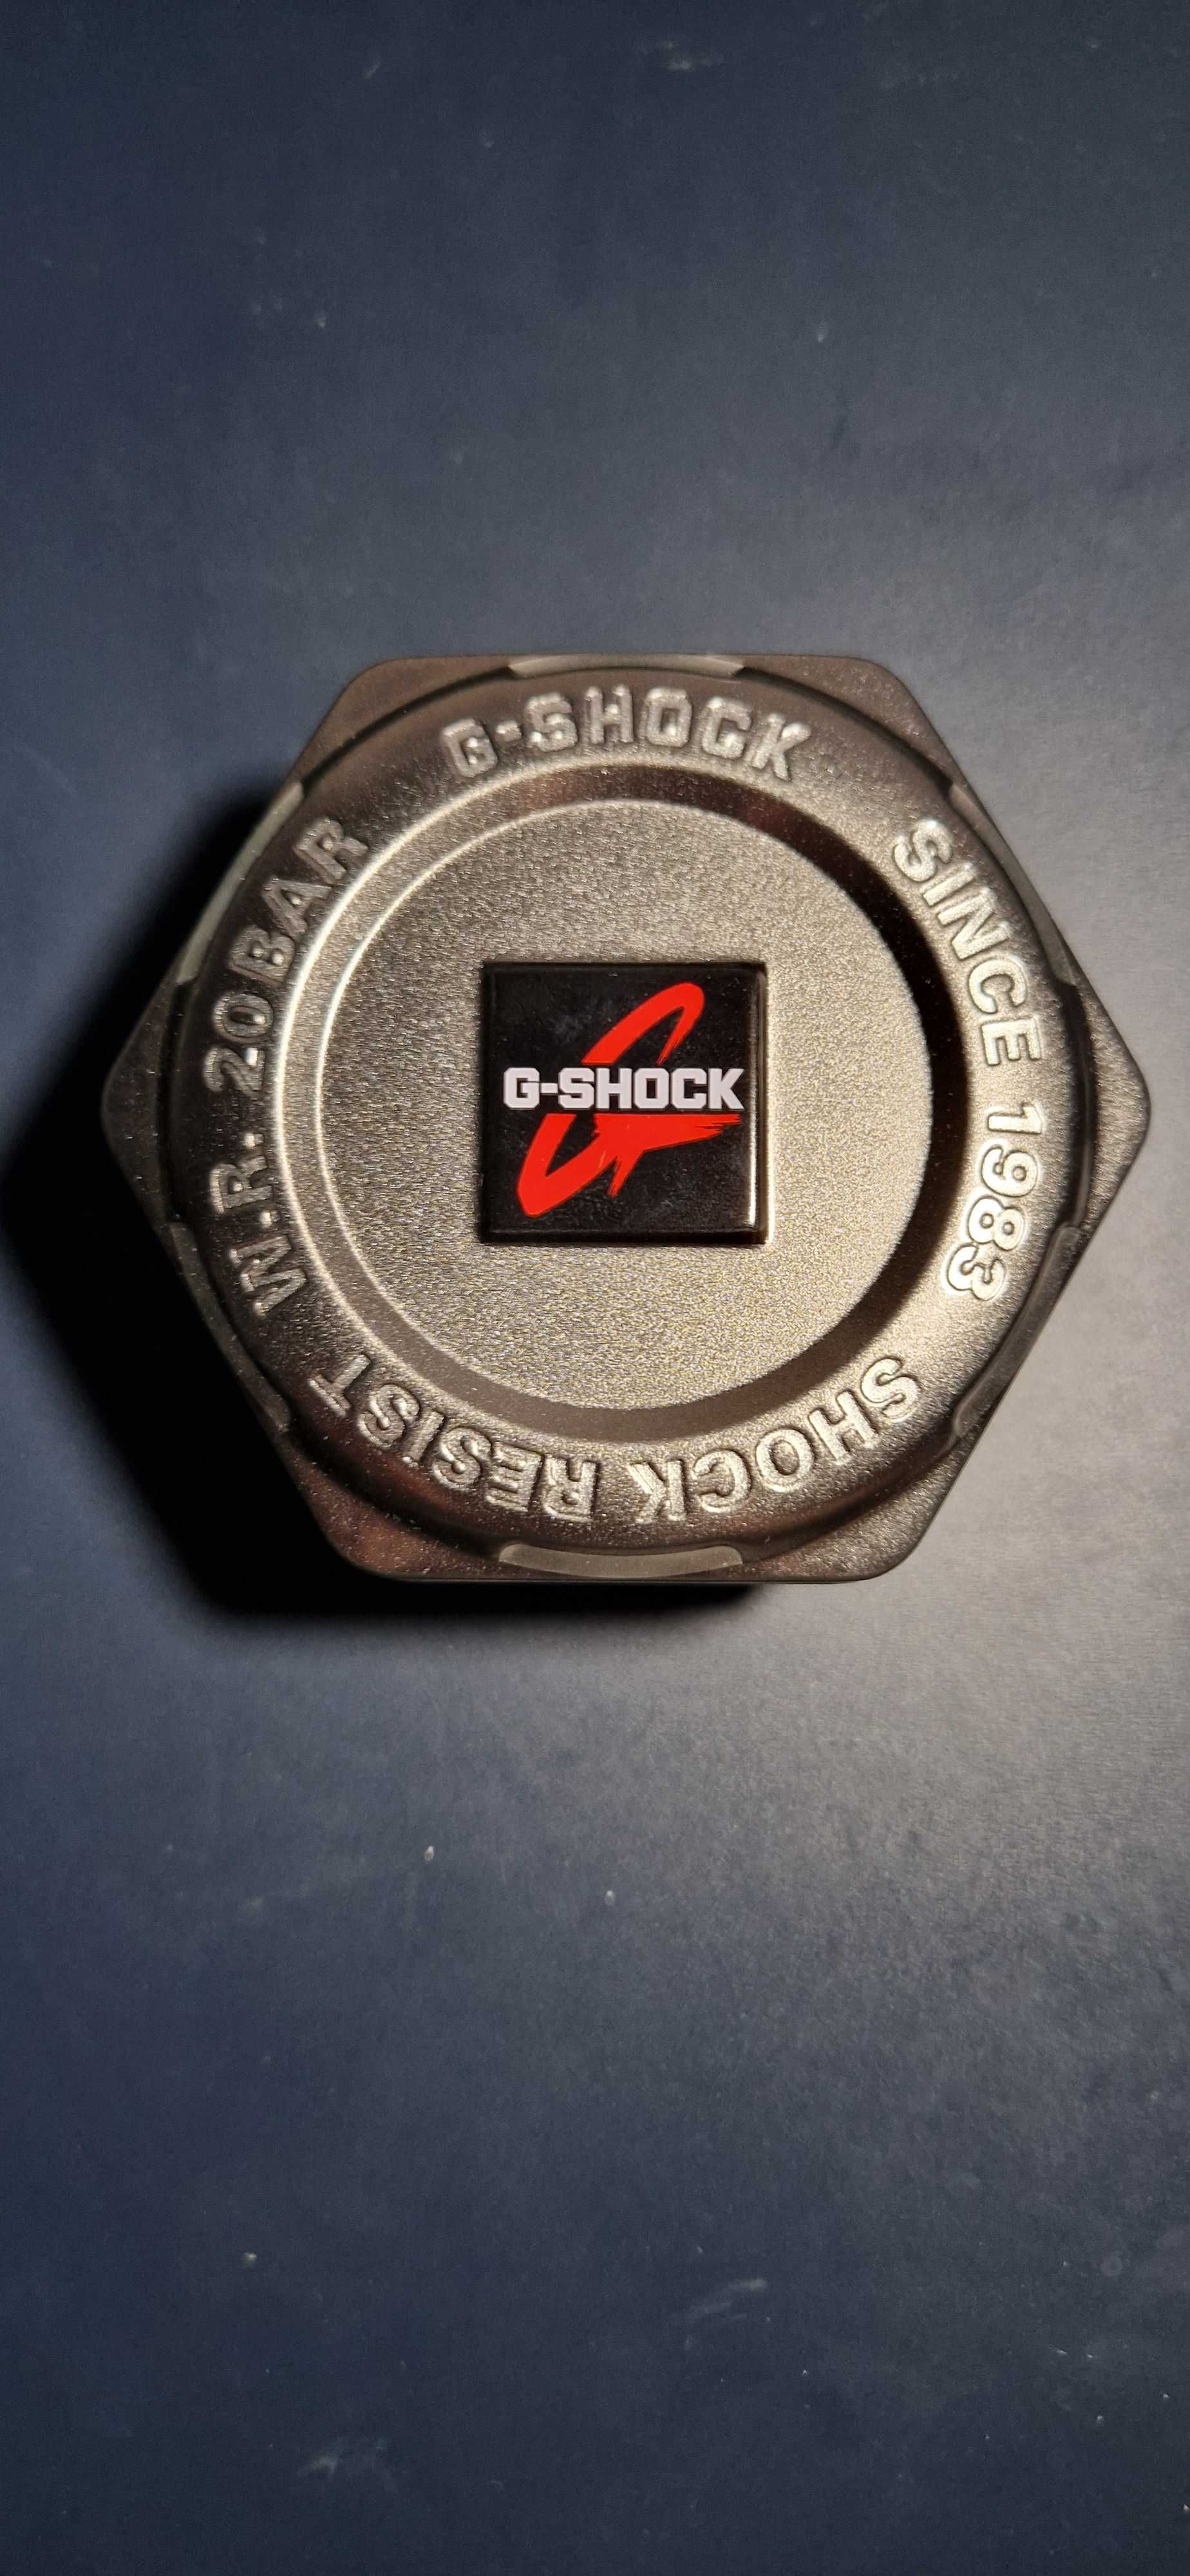 G-SHOCK
SINCE 1983
SHOCK RESIST
W.R. 20BAR
G-SHOCK